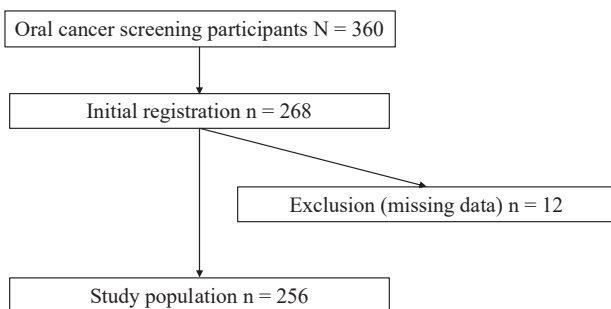 Oral cancer screening participants N = 360
Initial registration n = 268
Exclusion (missing data) n = 12
Study population n = 256